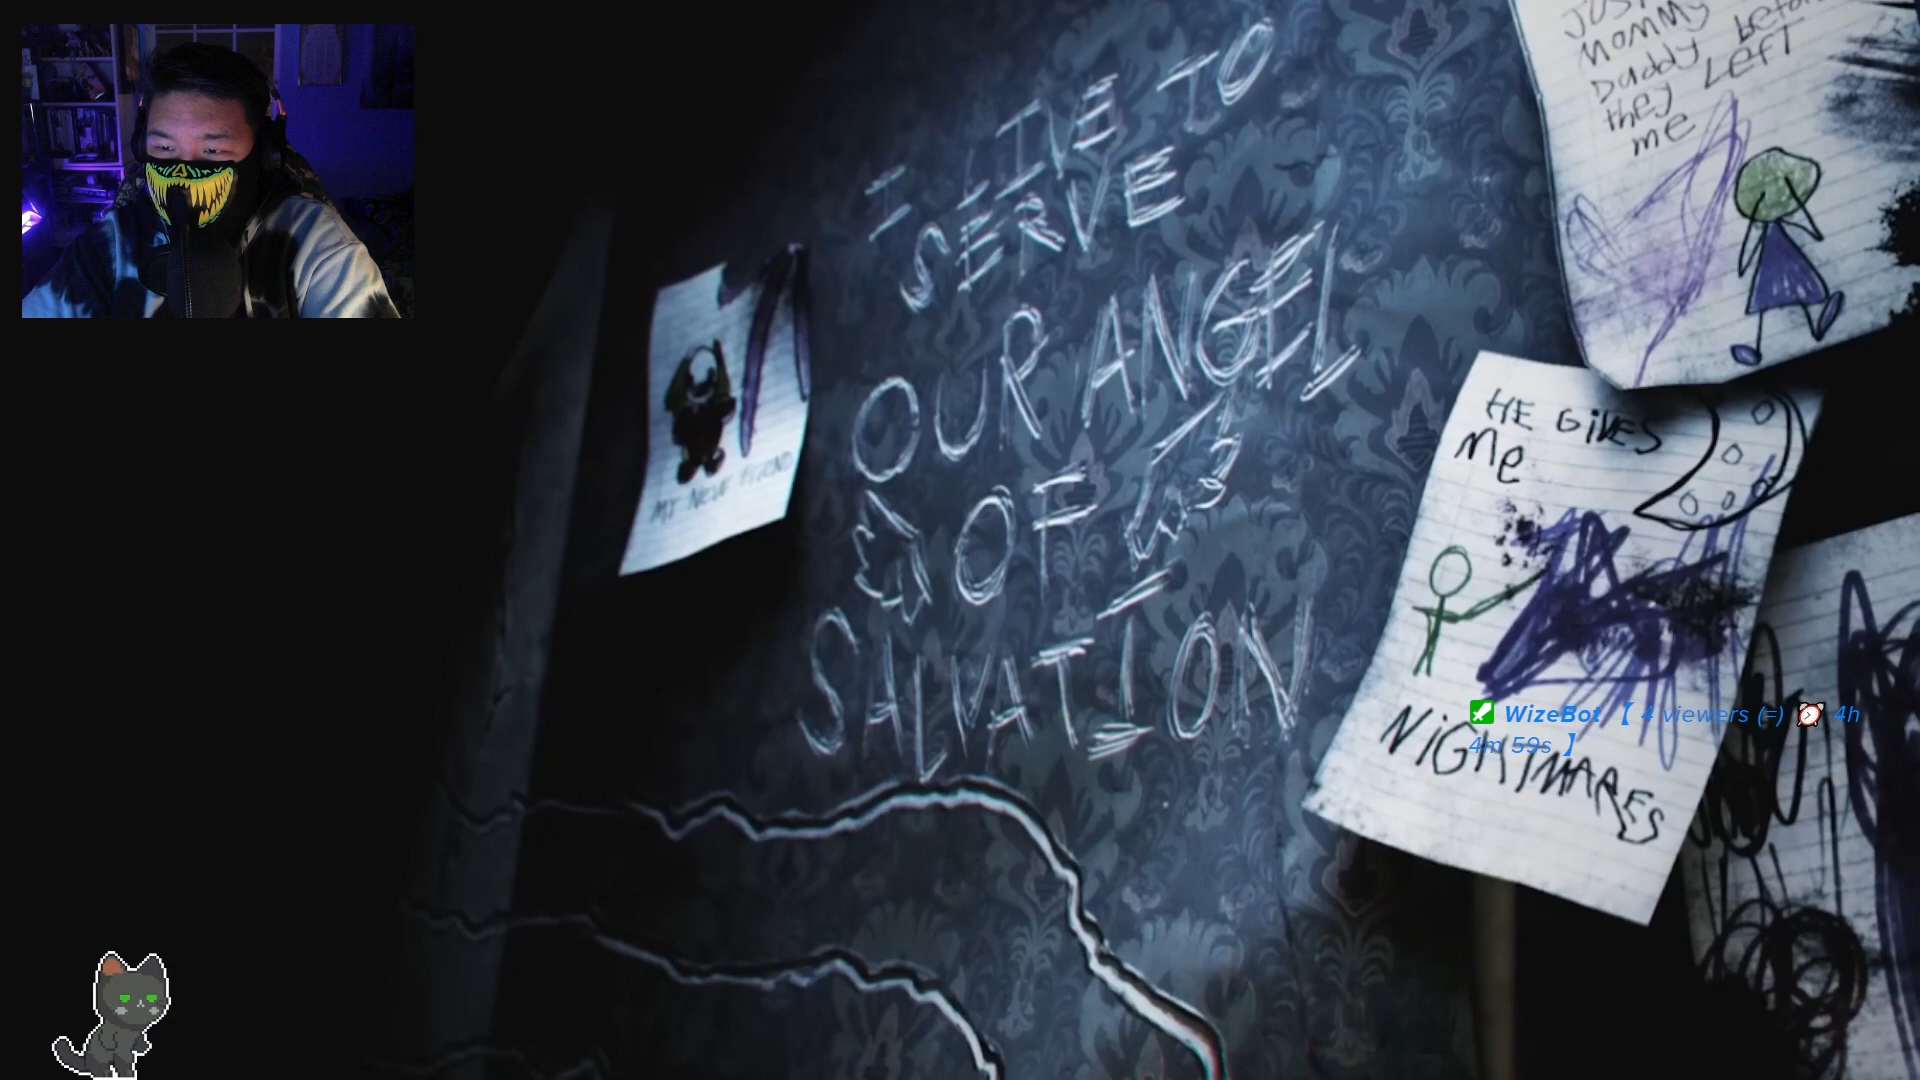 I LIVE TO
SERVE
OUR ANGEL
OF
SALVATION
MY NEW FRIEND
MOMMY
Daddy before
they LEFT
me
HE GIVES
Me
NIGHTMARES
WizeBot 【 4 viewers (=) ⏰ 4h
4m 59s 】